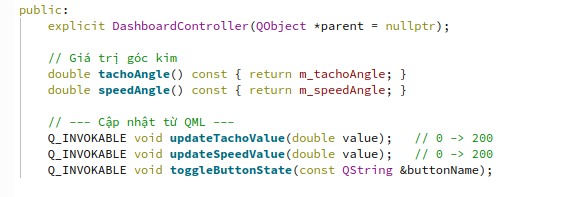 public:
explicit DashboardController(QObject *parent = nullptr);
// Giá trị góc kim
double tachoAngle() const { return m_tachoAngle; }
double speedAngle() const { return m_speedAngle; }
// --- Cập nhật từ QML ---
Q_INVOKABLE void updateTachoValue(double value);   // 0 -> 200
Q_INVOKABLE void updateSpeedValue(double value);   // 0 -> 200
Q_INVOKABLE void toggleButtonState(const QString &buttonName);